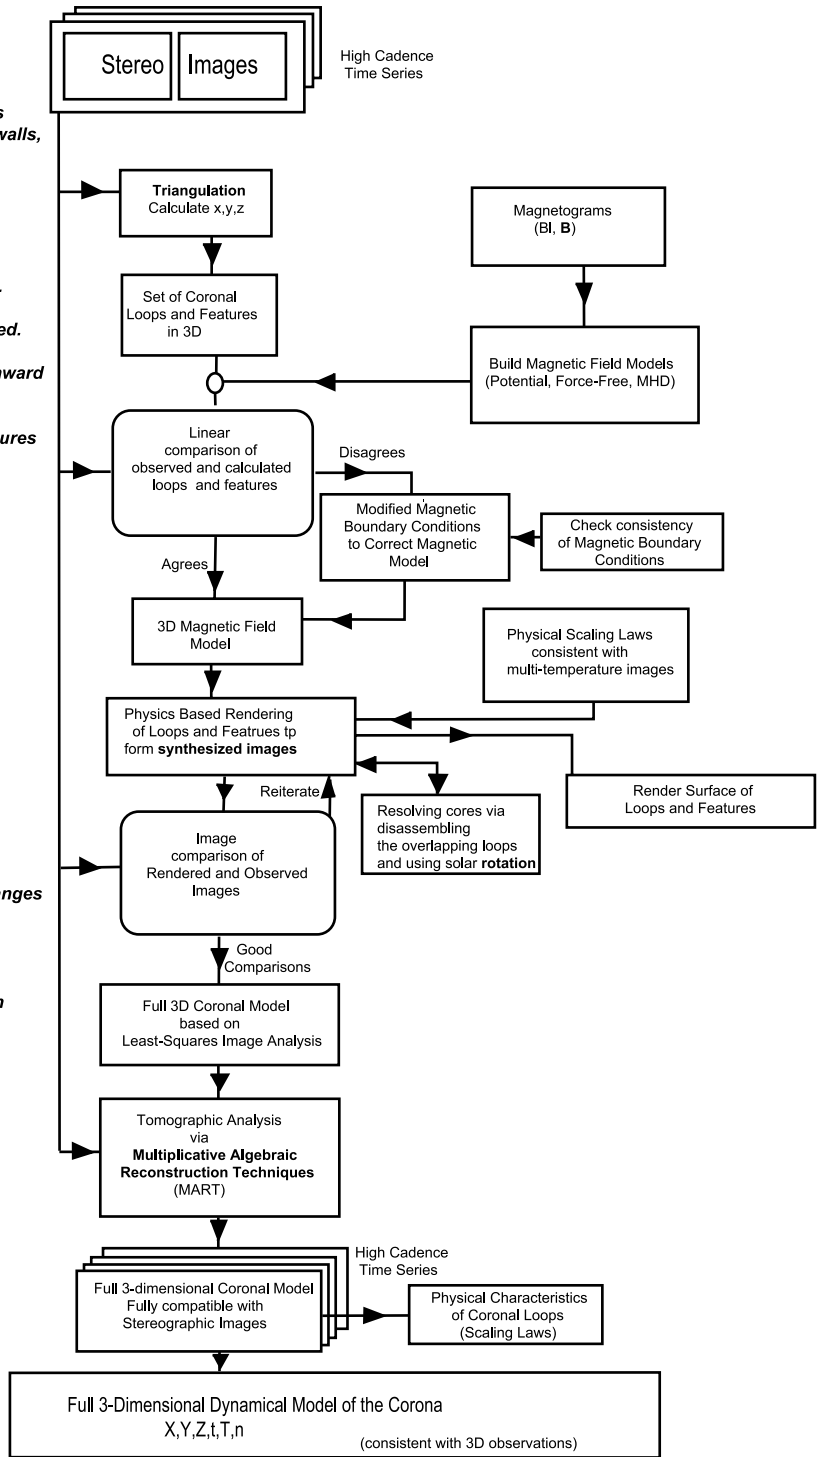 Stereo Images
High Cadence
Time Series
s
walls,
Triangulation
Calculate x,y,z
Magnetograms
(Bl, B)
Set of Coronal
Loops and Features
in 3D
ed.
Build Magnetic Field Models
(Potential, Force-Free, MHD)
ward
ures
Linear
comparison of
observed and calculated
loops and features
Disagrees
Modified Magnetic
Boundary Conditions
to Correct Magnetic
Model
Check consistency
of Magnetic Boundary
Conditions
Agrees
3D Magnetic Field
Model
Physical Scaling Laws
consistent with
multi-temperature images
Physics Based Rendering
of Loops and Featrues tp
form synthesized images
Reiterate
Render Surface of
Loops and Features
Resolving cores via
disassembling
the overlapping loops
and using solar rotation
Image
comparison of
Rendered and Observed
Images
anges
Good
Comparisons
Full 3D Coronal Model
based on
Least-Squares Image Analysis
Tomographic Analysis
via
Multiplicative Algebraic
Reconstruction Techniques
(MART)
High Cadence
Time Series
Full 3-dimensional Coronal Model
Fully compatible with
Stereographic Images
Physical Characteristics
of Coronal Loops
(Scaling Laws)
Full 3-Dimensional Dynamical Model of the Corona
X,Y,Z,t,T,n
(consistent with 3D observations)